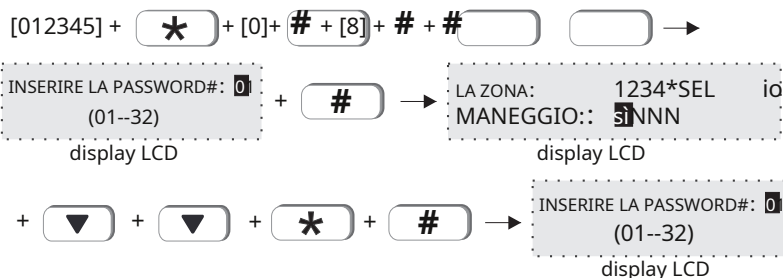 [012345] + * + [0]+ # + [8] + # + #
INSERIRE LA PASSWORD#: 01
(01--32)
display LCD
+ #
LA ZONA: 1234*SEL io
MANEGGIO:: sìNNN
display LCD
+ ▼ + ▼ + * + #
INSERIRE LA PASSWORD#: 01
(01--32)
display LCD